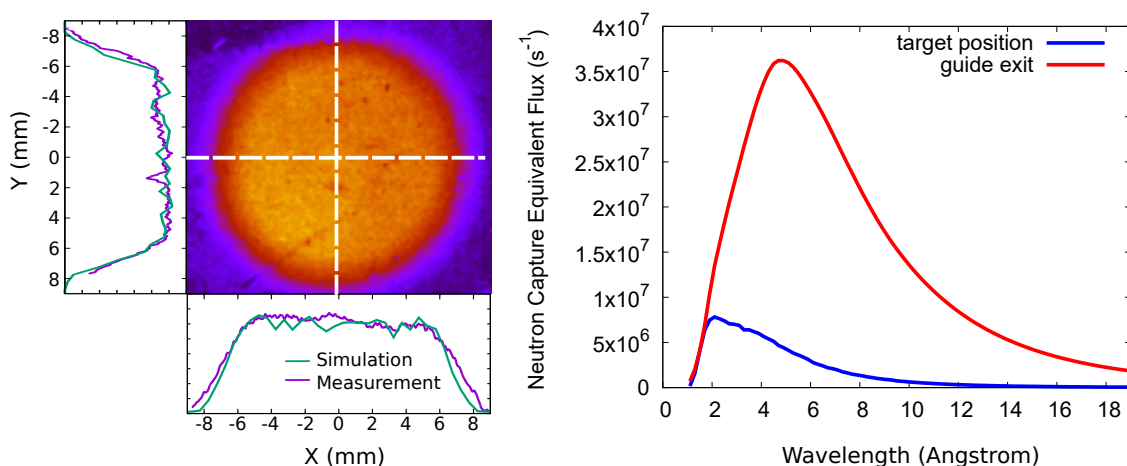 -8
-6
-4
-2
0
2
4
6
8
Y (mm)
Simulation
Measurement
-8 -6 -4 -2 0 2 4 6 8
X (mm)
Neutron Capture Equivalent Flux (s⁻¹)
4x10⁷
3.5x10⁷
3x10⁷
2.5x10⁷
2x10⁷
1.5x10⁷
1x10⁷
5x10⁶
0
target position
guide exit
0 2 4 6 8 10 12 14 16 18
Wavelength (Angstrom)